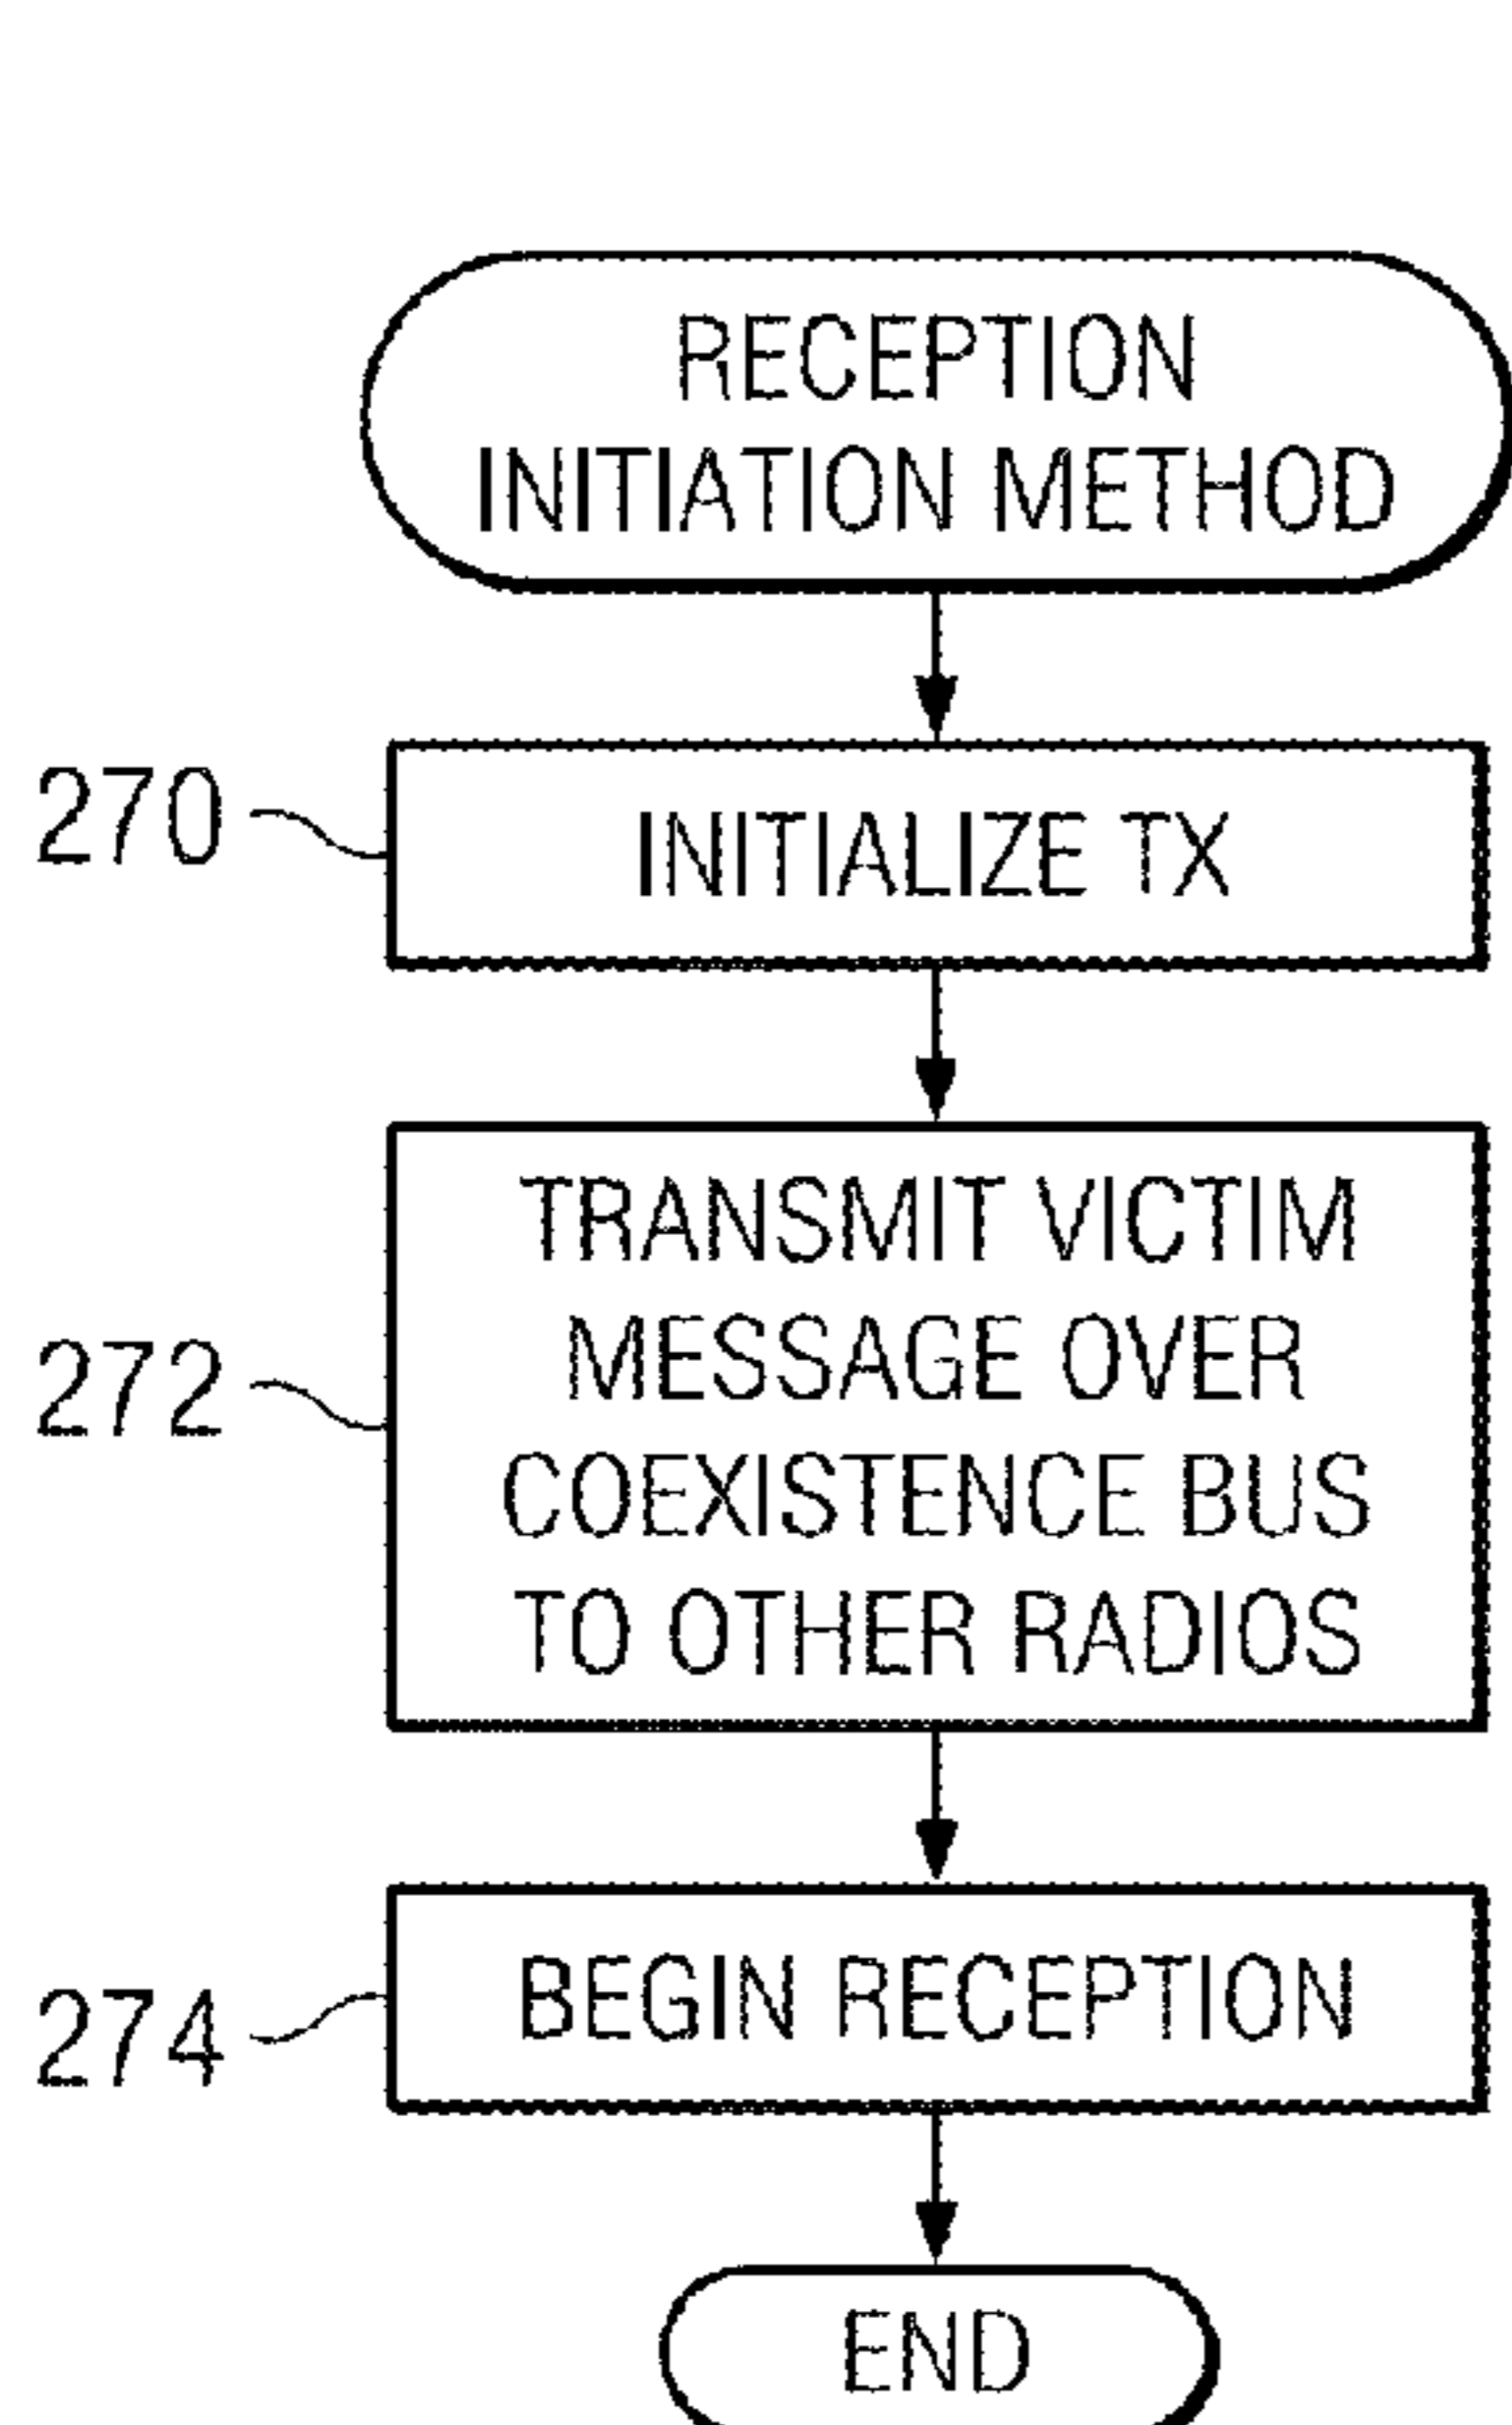 RECEPTION
INITIATION METHOD
270
INITIALIZE TX
272
TRANSMIT VICTIM
MESSAGE OVER
COEXISTENCE BUS
TO OTHER RADIOS
274
BEGIN RECEPTION
END